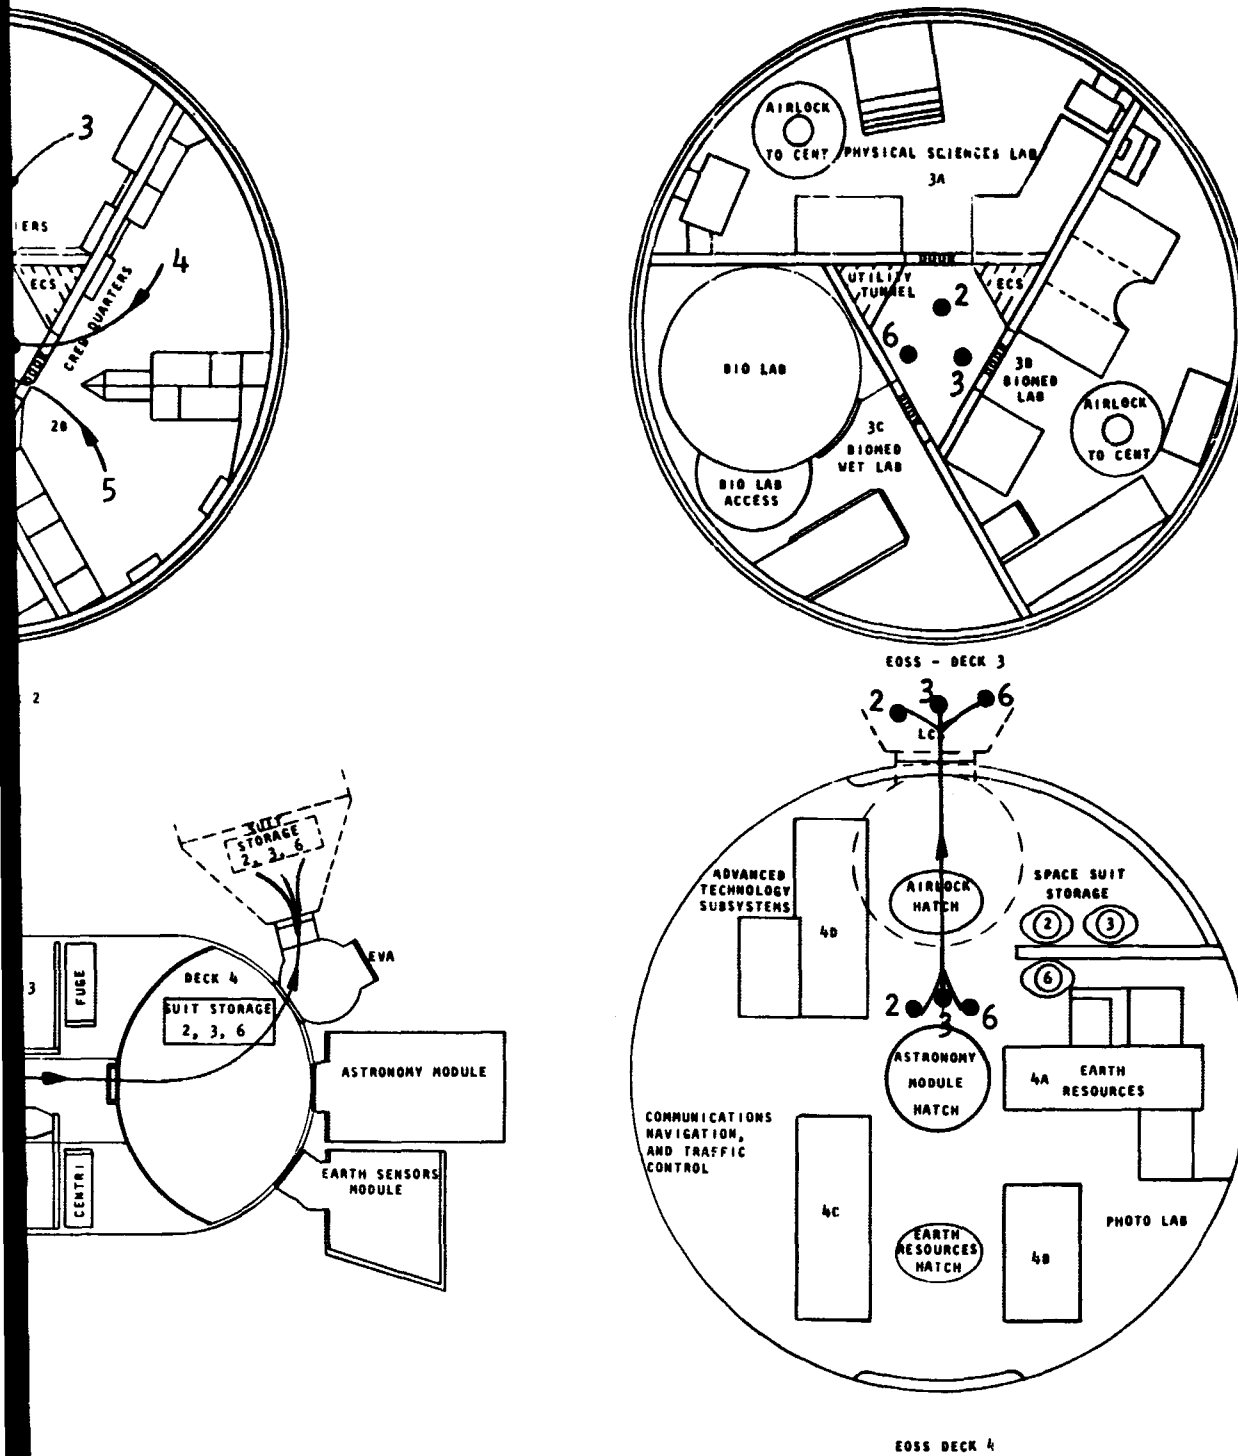 3
IERS
4
ECS
CREW QUARTERS
2B
5
2
AIRLOCK
TO CENT
PHYSICAL SCIENCES LAB
3A
DOOR
UTILITY
TUNNEL
ECS
2
6
3
DOOR
DOOR
BIO LAB
3B
BIOMED
LAB
AIRLOCK
TO CENT
3C
BIOMED
WET LAB
BIO LAB
ACCESS
EOSS - DECK 3
SUIT
STORAGE
2, 3, 6
EVA
3
FUGE
DECK 4
SUIT STORAGE
2, 3, 6
ASTRONOMY MODULE
CENTRI
EARTH SENSORS
MODULE
2
3
6
ADVANCED
TECHNOLOGY
SUBSYSTEMS
4D
AIRLOCK
HATCH
SPACE SUIT
STORAGE
2
3
6
2
3
6
ASTRONOMY
MODULE
HATCH
4A
EARTH
RESOURCES
COMMUNICATIONS
NAVIGATION,
AND TRAFFIC
CONTROL
4C
EARTH
RESOURCES
HATCH
4B
PHOTO LAB
EOSS DECK 4